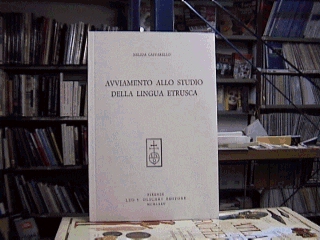 AVVIAMENTO ALLO STUDIO
DELLA LINGUA ETRUSCA
FIRENZE
LEO S. OLSCHKI EDITORE